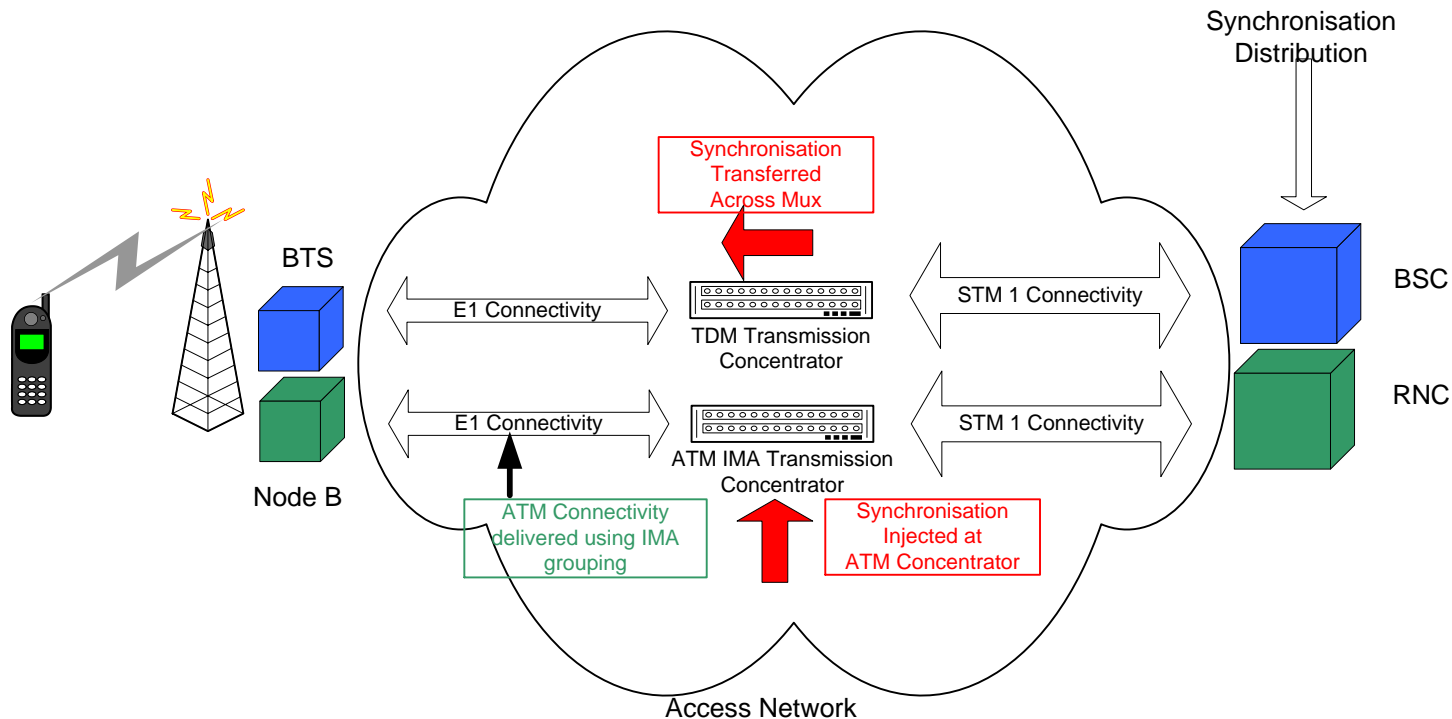 Synchronisation
Distribution
Synchronisation
Transferred
Across Mux
BTS
BSC
E1 Connectivity
STM 1 Connectivity
TDM Transmission
Concentrator
RNC
E1 Connectivity
STM 1 Connectivity
ATM IMA Transmission
Concentrator
Node B
ATM Connectivity
delivered using IMA
grouping
Synchronisation
Injected at
ATM Concentrator
Access Network